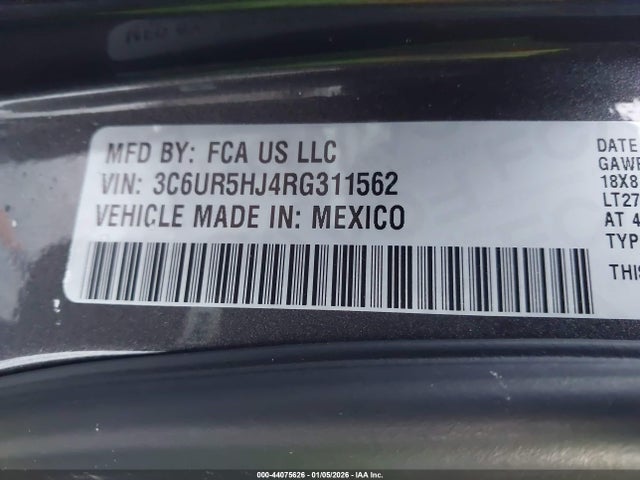 MFD BY: FCA US LLC
VIN: 3C6UR5HJ4RG311562
VEHICLE MADE IN: MEXICO
DATE
GAWR
18X8
LT27
AT 4
TYP
THIS
000-44075626 - 01/05/2026 - IAA Inc.